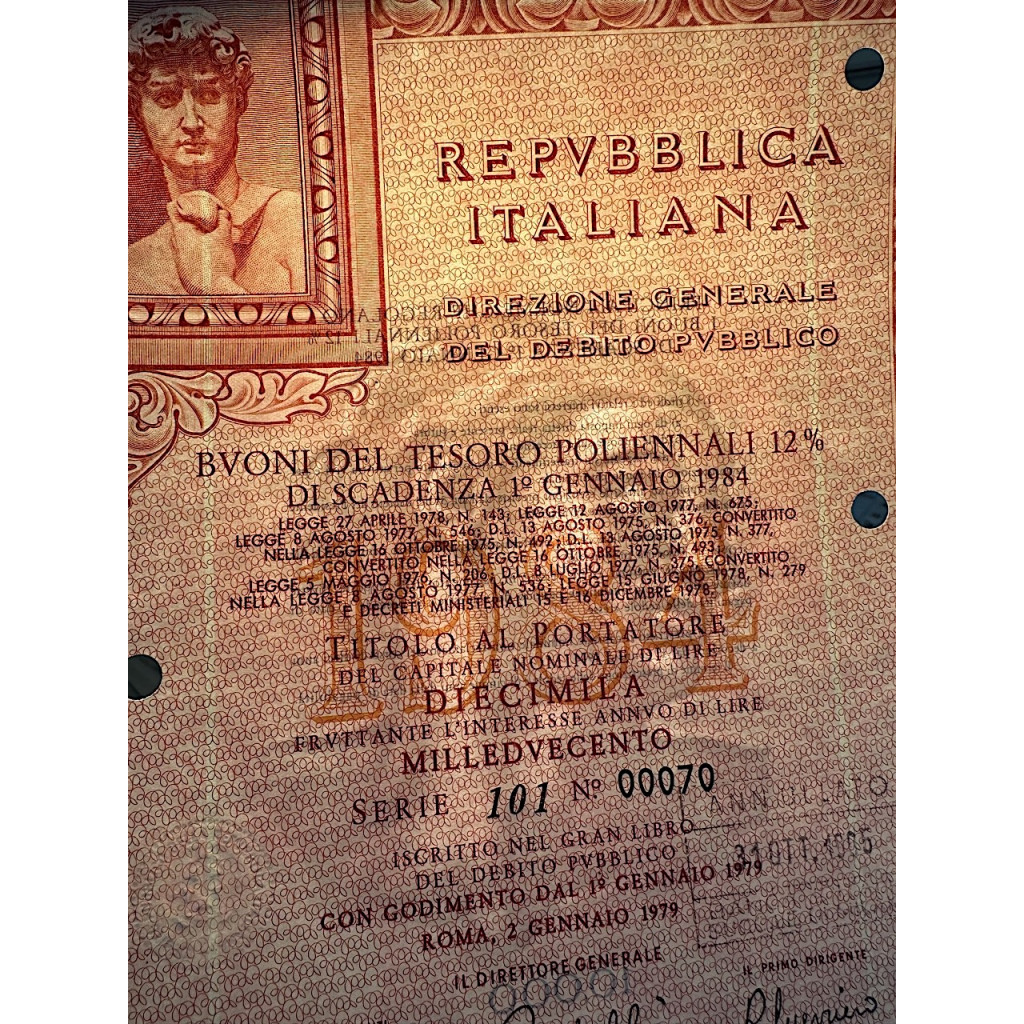 REPVBBLICA
ITALIANA
DIREZIONE GENERALE
DEL DEBITO PVBBLICO
BVONI DEL TESORO POLIENNALI 12%
DI SCADENZA 1º GENNAIO 1984
LEGGE 27 APRILE 1978, N. 143; LEGGE 12 AGOSTO 1977, N. 675;
LEGGE 8 AGOSTO 1977, N. 546; D.L. 13 AGOSTO 1975, N. 376, CONVERTITO
NELLA LEGGE 16 OTTOBRE 1975, N. 492; D.L. 13 AGOSTO 1975 N. 377,
CONVERTITO NELLA LEGGE 16 OTTOBRE 1975, N. 493;
LEGGE 5 MAGGIO 1976, N. 206; D.L. 8 LUGLIO 1977, N. 375, CONVERTITO
NELLA LEGGE 8 AGOSTO 1977, N. 536; LEGGE 15 GIUGNO 1978, N. 279
E DECRETI MINISTERIALI 15 E 16 DICEMBRE 1978.
1984
TITOLO AL PORTATORE
DEL CAPITALE NOMINALE DI LIRE
DIECIMILA
FRVTTANTE L'INTERESSE ANNVO DI LIRE
MILLEDVECENTO
SERIE 101 Nº 00070
ANNULLATO
ISCRITTO NEL GRAN LIBRO
DEL DEBITO PVBBLICO
CON GODIMENTO DAL 1º GENNAIO 1979
ROMA, 2 GENNAIO 1979
IL DIRETTORE GENERALE
IL PRIMO DIRIGENTE